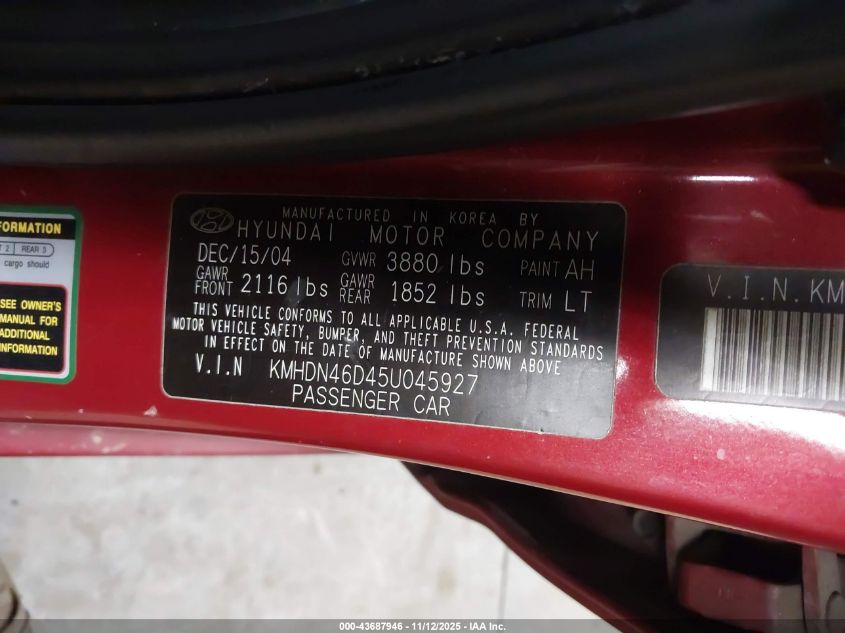 FORMATION
T 2 | REAR 3
cargo should
SEE OWNER'S
MANUAL FOR
ADDITIONAL
INFORMATION
MANUFACTURED IN KOREA BY
HYUNDAI MOTOR COMPANY
DEC/15/04 GVWR 3880 lbs PAINT AH
GAWR FRONT 2116 lbs GAWR REAR 1852 lbs TRIM LT
THIS VEHICLE CONFORMS TO ALL APPLICABLE U.S.A. FEDERAL
MOTOR VEHICLE SAFETY, BUMPER, AND THEFT PREVENTION STANDARDS
IN EFFECT ON THE DATE OF MANUFACTURE SHOWN ABOVE
V.I.N KMHDN46D45U045927
PASSENGER CAR
V.I.N.KM
000-43687946 - 11/12/2025 - IAA Inc.